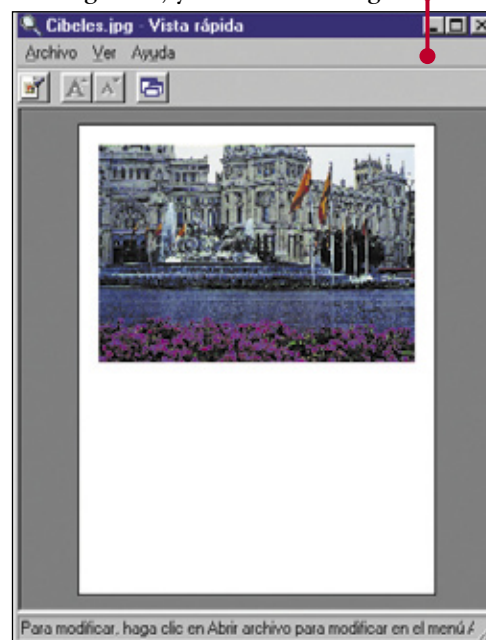 Cibeles.jpg - Vista rápida
Archivo Ver Ayuda
A A
Para modificar, haga clic en Abrir archivo para modificar en el menú A